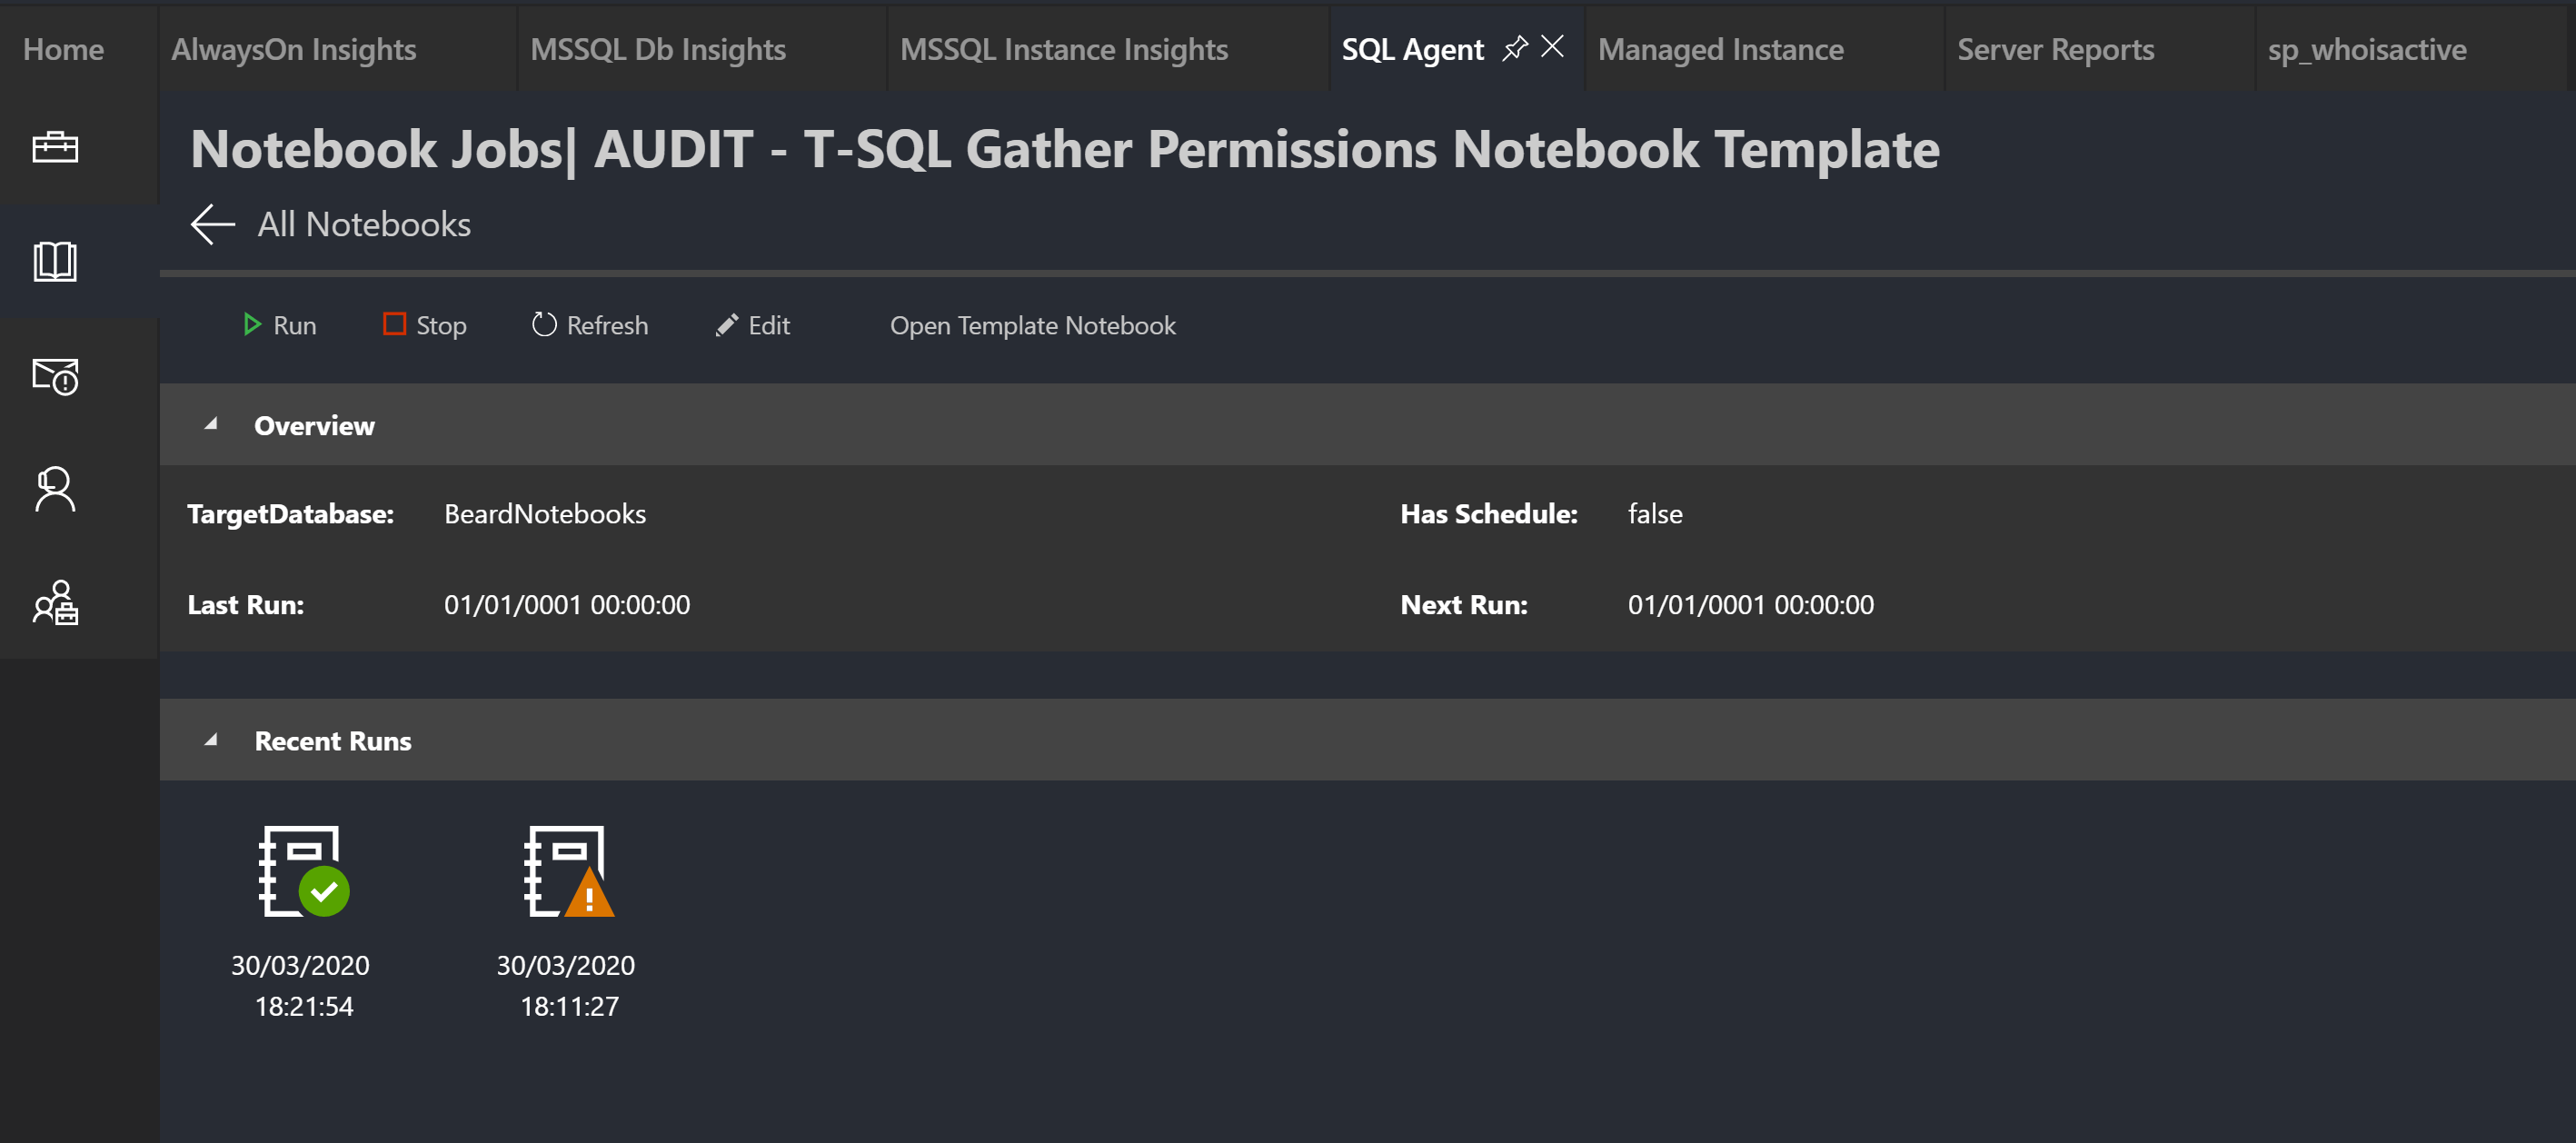 Home AlwaysOn Insights MSSQL Db Insights MSSQL Instance Insights SQL Agent Managed Instance Server Reports sp_whoisactive
Notebook Jobs| AUDIT - T-SQL Gather Permissions Notebook Template
All Notebooks
Run Stop Refresh Edit Open Template Notebook
Overview
TargetDatabase: BeardNotebooks Has Schedule: false
Last Run: 01/01/0001 00:00:00 Next Run: 01/01/0001 00:00:00
Recent Runs
30/03/2020 30/03/2020
18:21:54 18:11:27